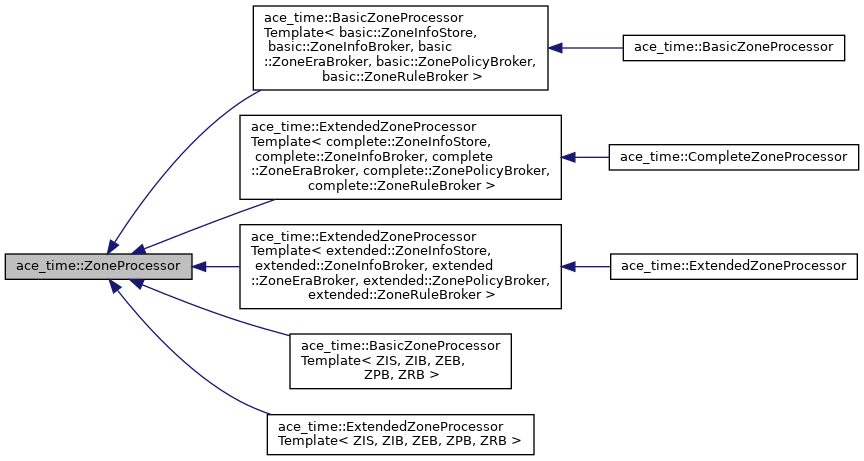 ace_time::BasicZoneProcessor
Template< basic::ZoneInfoStore,
basic::ZoneInfoBroker, basic
::ZoneEraBroker, basic::ZonePolicyBroker,
basic::ZoneRuleBroker >
ace_time::BasicZoneProcessor
ace_time::ExtendedZoneProcessor
Template< complete::ZoneInfoStore,
complete::ZoneInfoBroker, complete
::ZoneEraBroker, complete::ZonePolicyBroker,
complete::ZoneRuleBroker >
ace_time::CompleteZoneProcessor
ace_time::ZoneProcessor
ace_time::ExtendedZoneProcessor
Template< extended::ZoneInfoStore,
extended::ZoneInfoBroker, extended
::ZoneEraBroker, extended::ZonePolicyBroker,
extended::ZoneRuleBroker >
ace_time::ExtendedZoneProcessor
ace_time::BasicZoneProcessor
Template< ZIS, ZIB, ZEB,
ZPB, ZRB >
ace_time::ExtendedZoneProcessor
Template< ZIS, ZIB, ZEB, ZPB, ZRB >